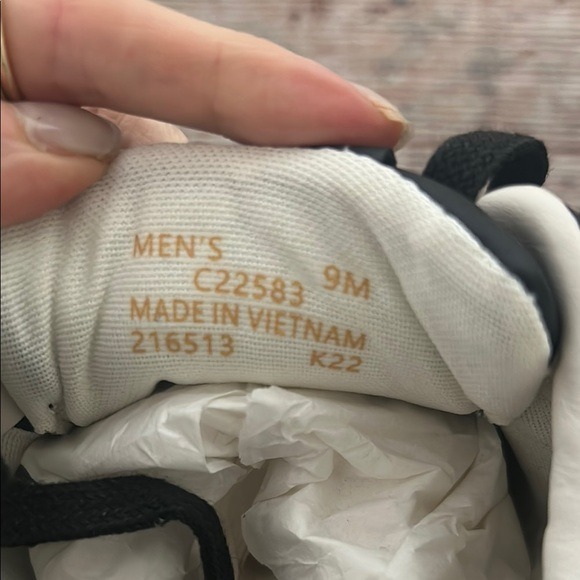 MEN'S
C22583 9M
MADE IN VIETNAM
216513 K22